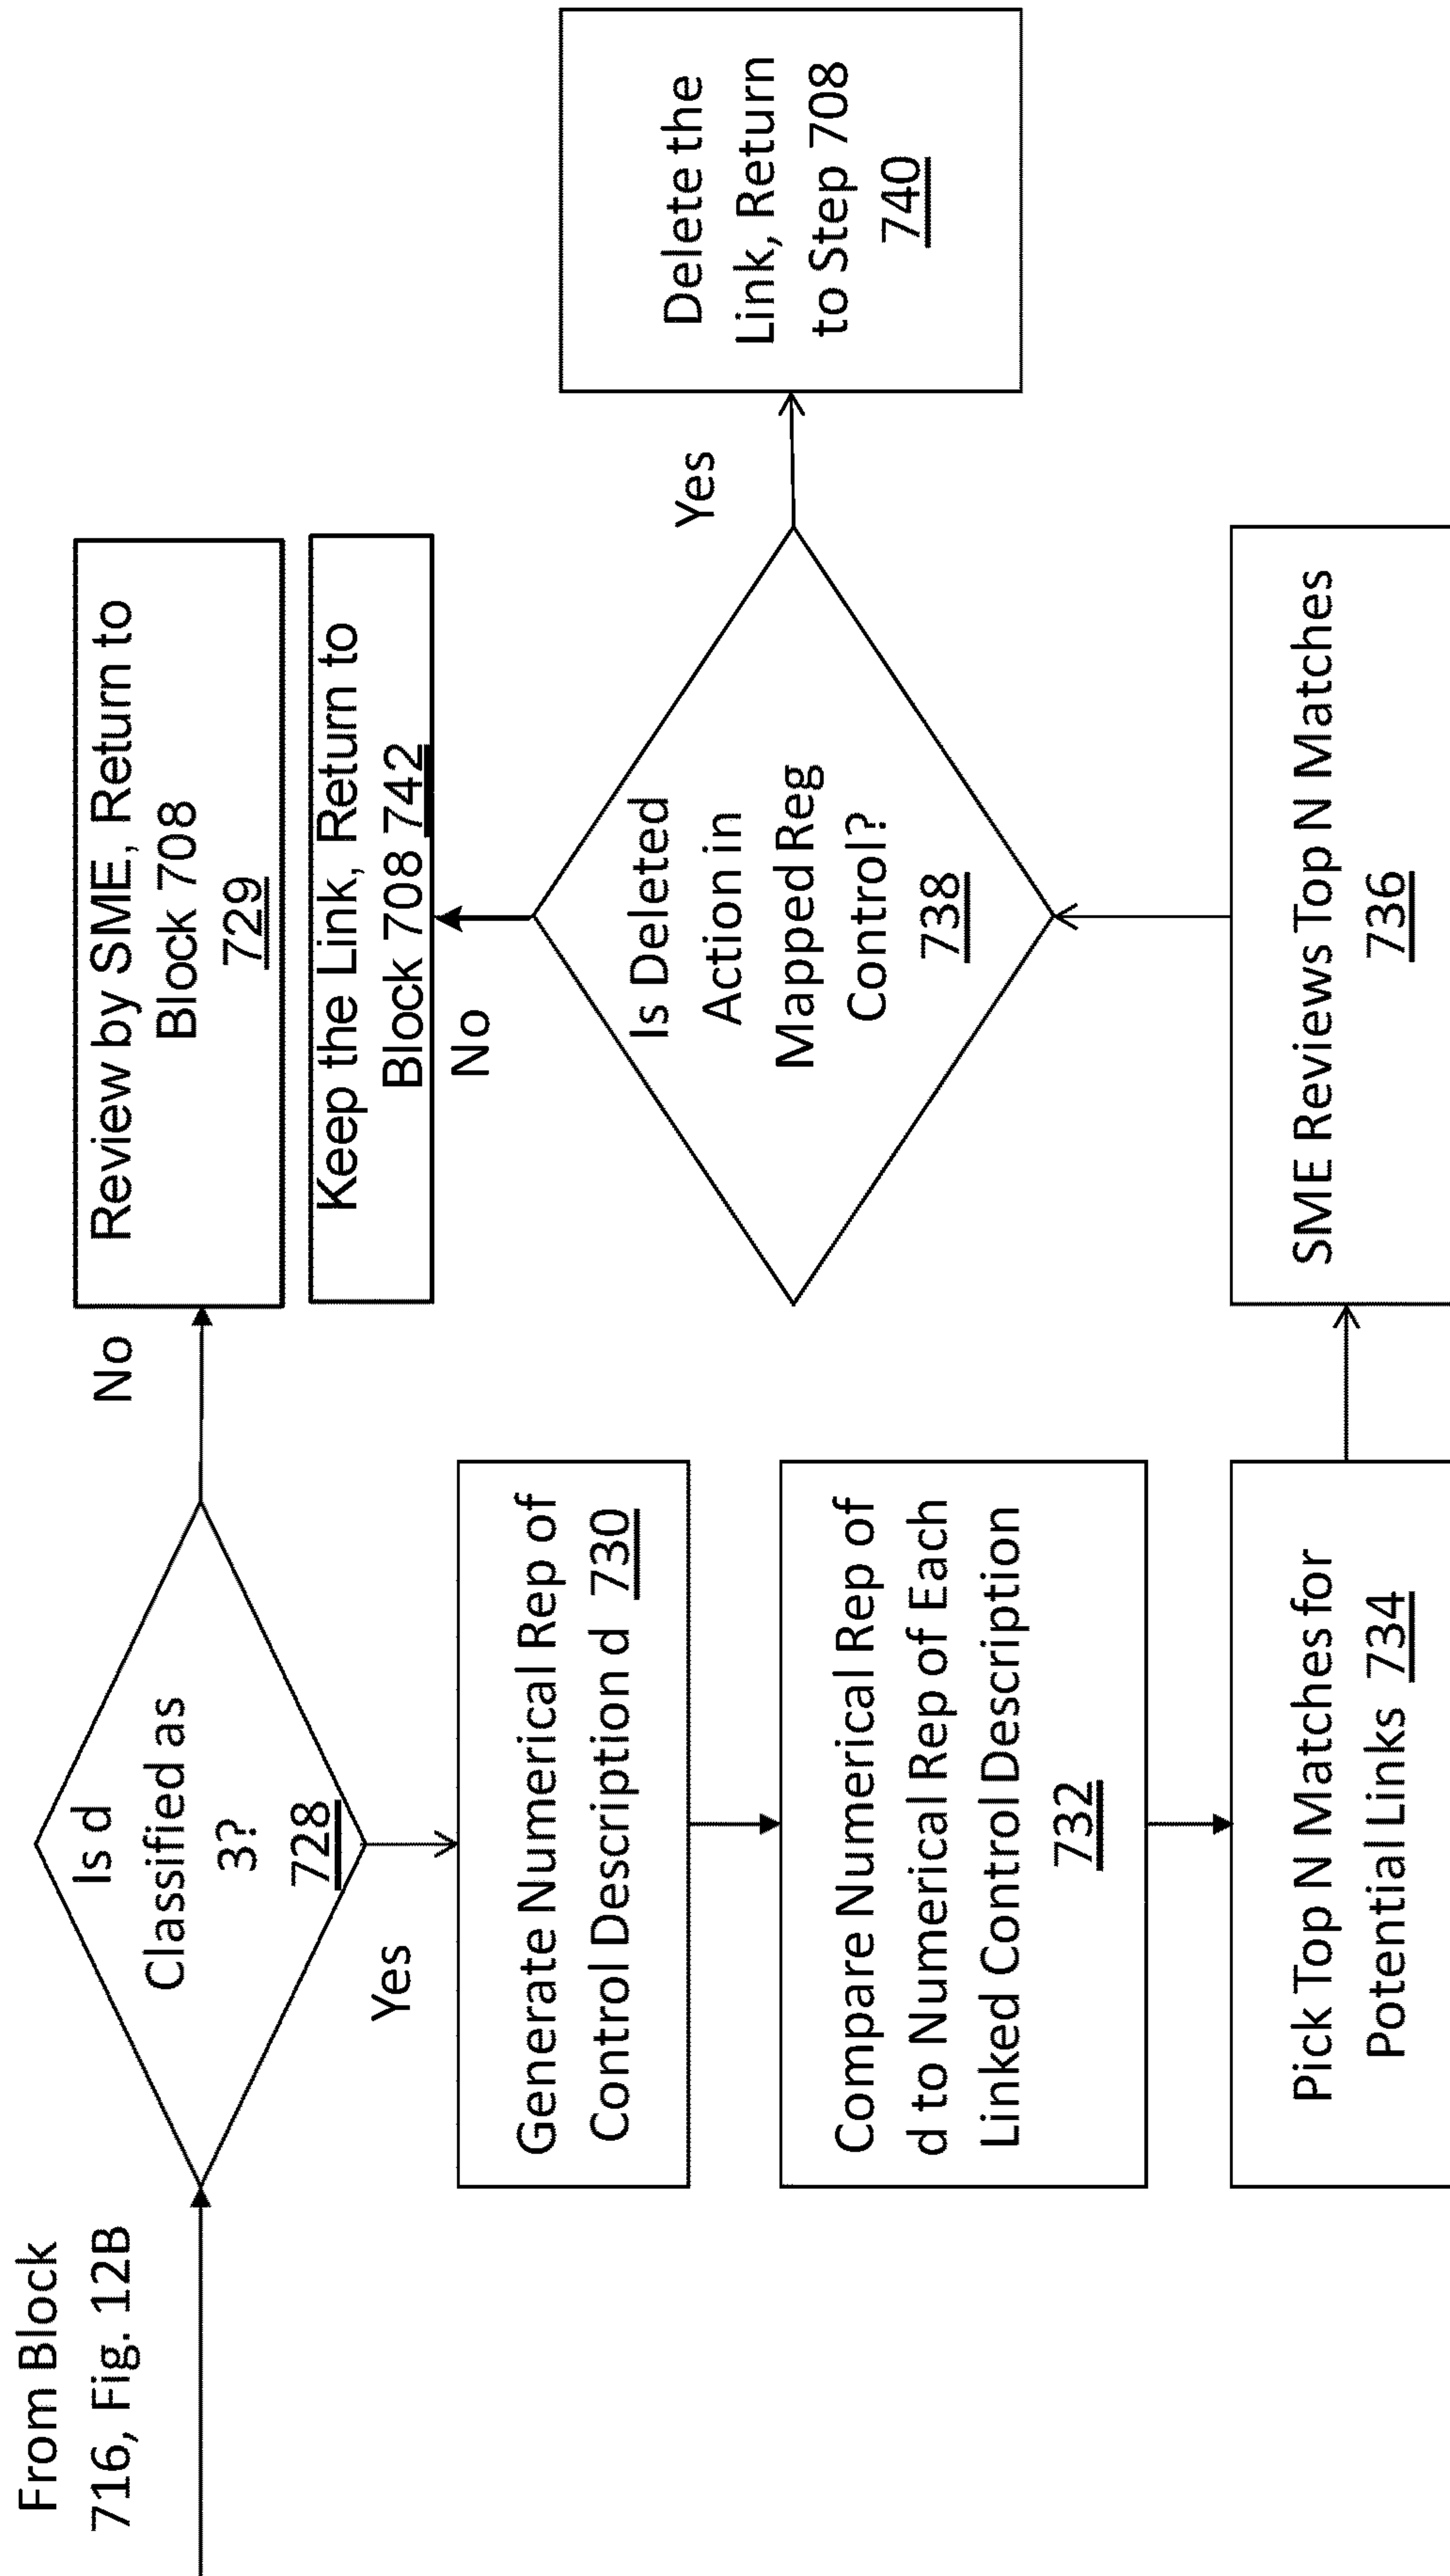 From Block
716, Fig. 12B
Is d
Classified as
3?
728
No
Review by SME, Return to
Block 708
729
Yes
Generate Numerical Rep of
Control Description d 730
Compare Numerical Rep of
d to Numerical Rep of Each
Linked Control Description
732
Pick Top N Matches for
Potential Links 734
SME Reviews Top N Matches
736
Is Deleted
Action in
Mapped Reg
Control?
738
No
Keep the Link, Return to
Block 708 742
Yes
Delete the
Link, Return
to Step 708
740